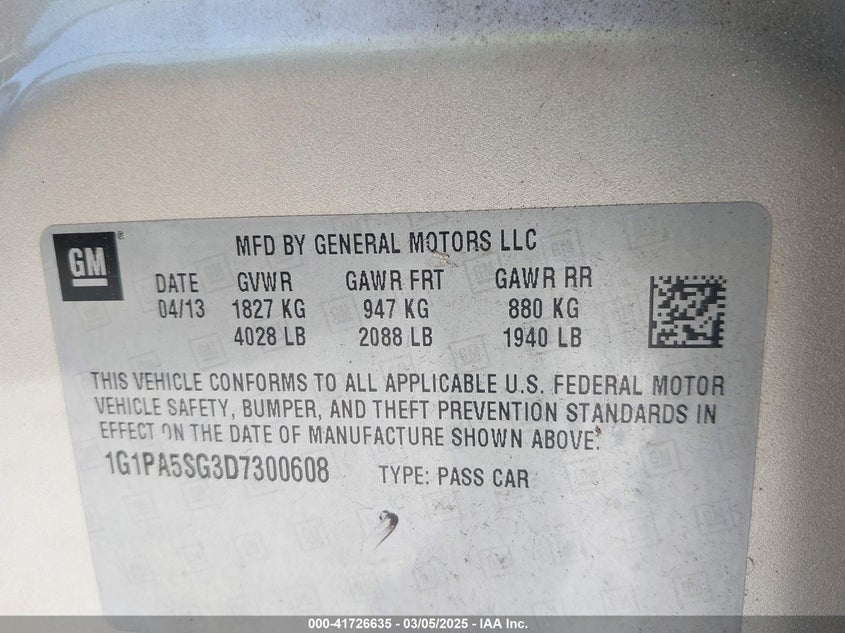 GM
MFD BY GENERAL MOTORS LLC
DATE GVWR GAWR FRT GAWR RR
04/13 1827 KG 947 KG 880 KG
4028 LB 2088 LB 1940 LB
THIS VEHICLE CONFORMS TO ALL APPLICABLE U.S. FEDERAL MOTOR
VEHICLE SAFETY, BUMPER, AND THEFT PREVENTION STANDARDS IN
EFFECT ON THE DATE OF MANUFACTURE SHOWN ABOVE.
1G1PA5SG3D7300608 TYPE: PASS CAR
000-41726635 - 03/05/2025 - IAA Inc.